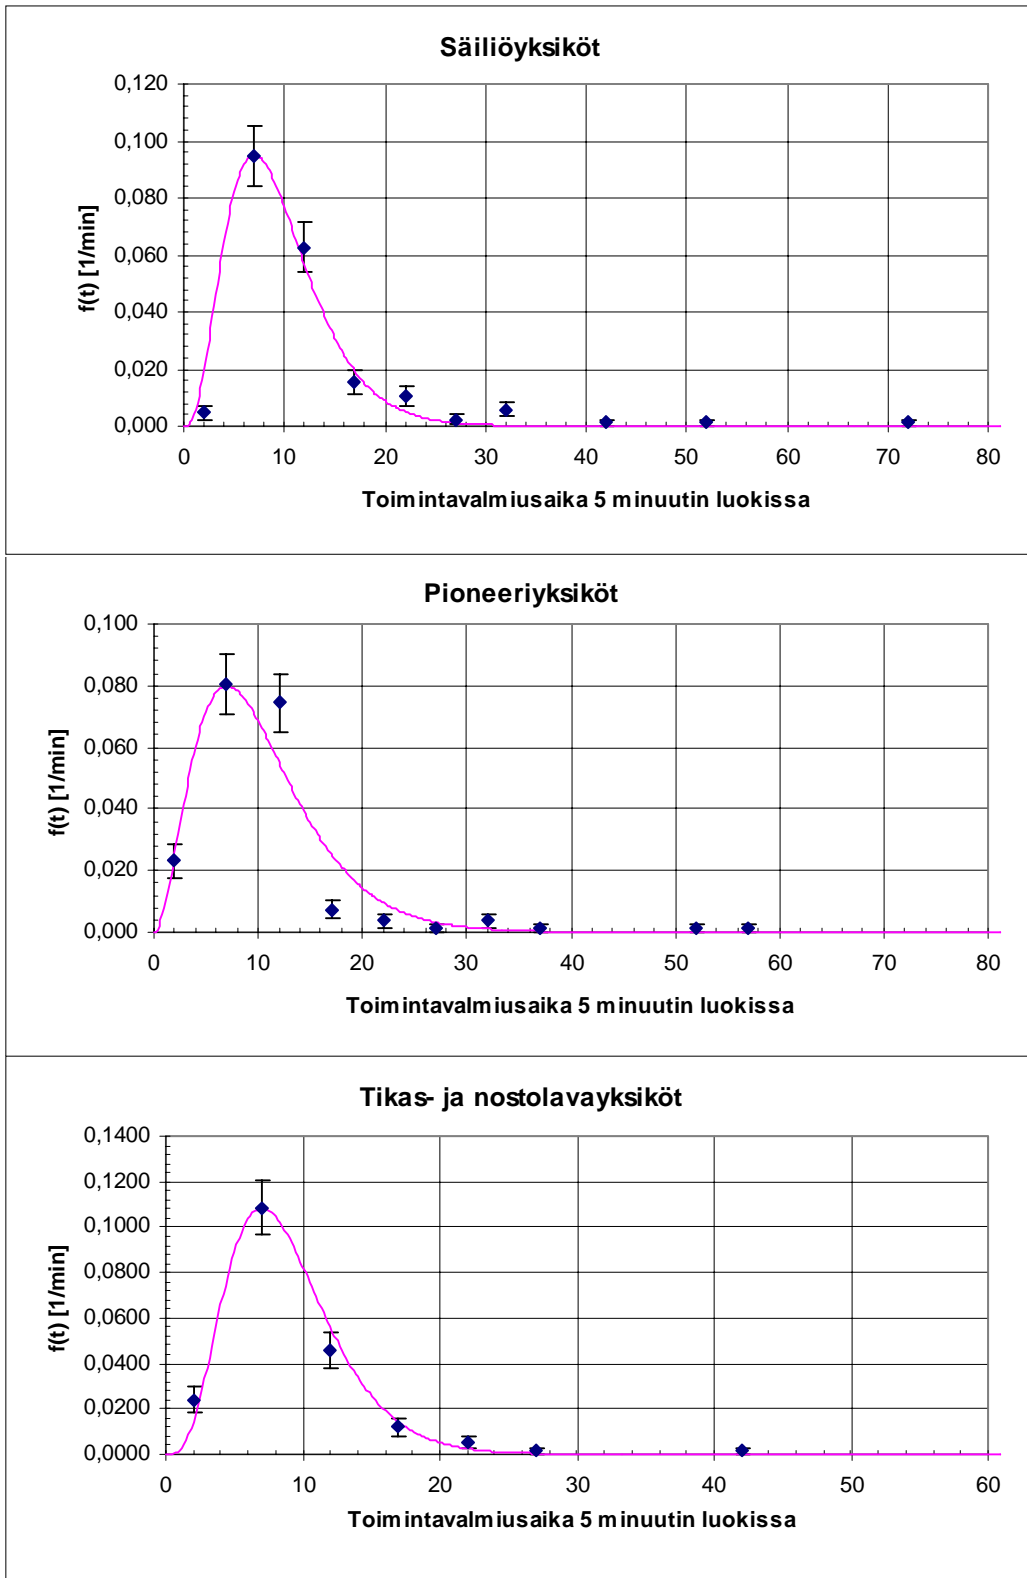 Säiliöyksiköt
0,120
0,100
0,080
0,060
0,040
0,020
0,000
f(t) [1/min]
0 10 20 30 40 50 60 70 80
Toimintavalmiusaika 5 minuutin luokissa
Pioneeriyksiköt
0,100
0,080
0,060
0,040
0,020
0,000
f(t) [1/min]
0 10 20 30 40 50 60 70 80
Toimintavalmiusaika 5 minuutin luokissa
Tikas- ja nostolavayksiköt
0,1400
0,1200
0,1000
0,0800
0,0600
0,0400
0,0200
0,0000
f(t) [1/min]
0 10 20 30 40 50 60
Toimintavalmiusaika 5 minuutin luokissa